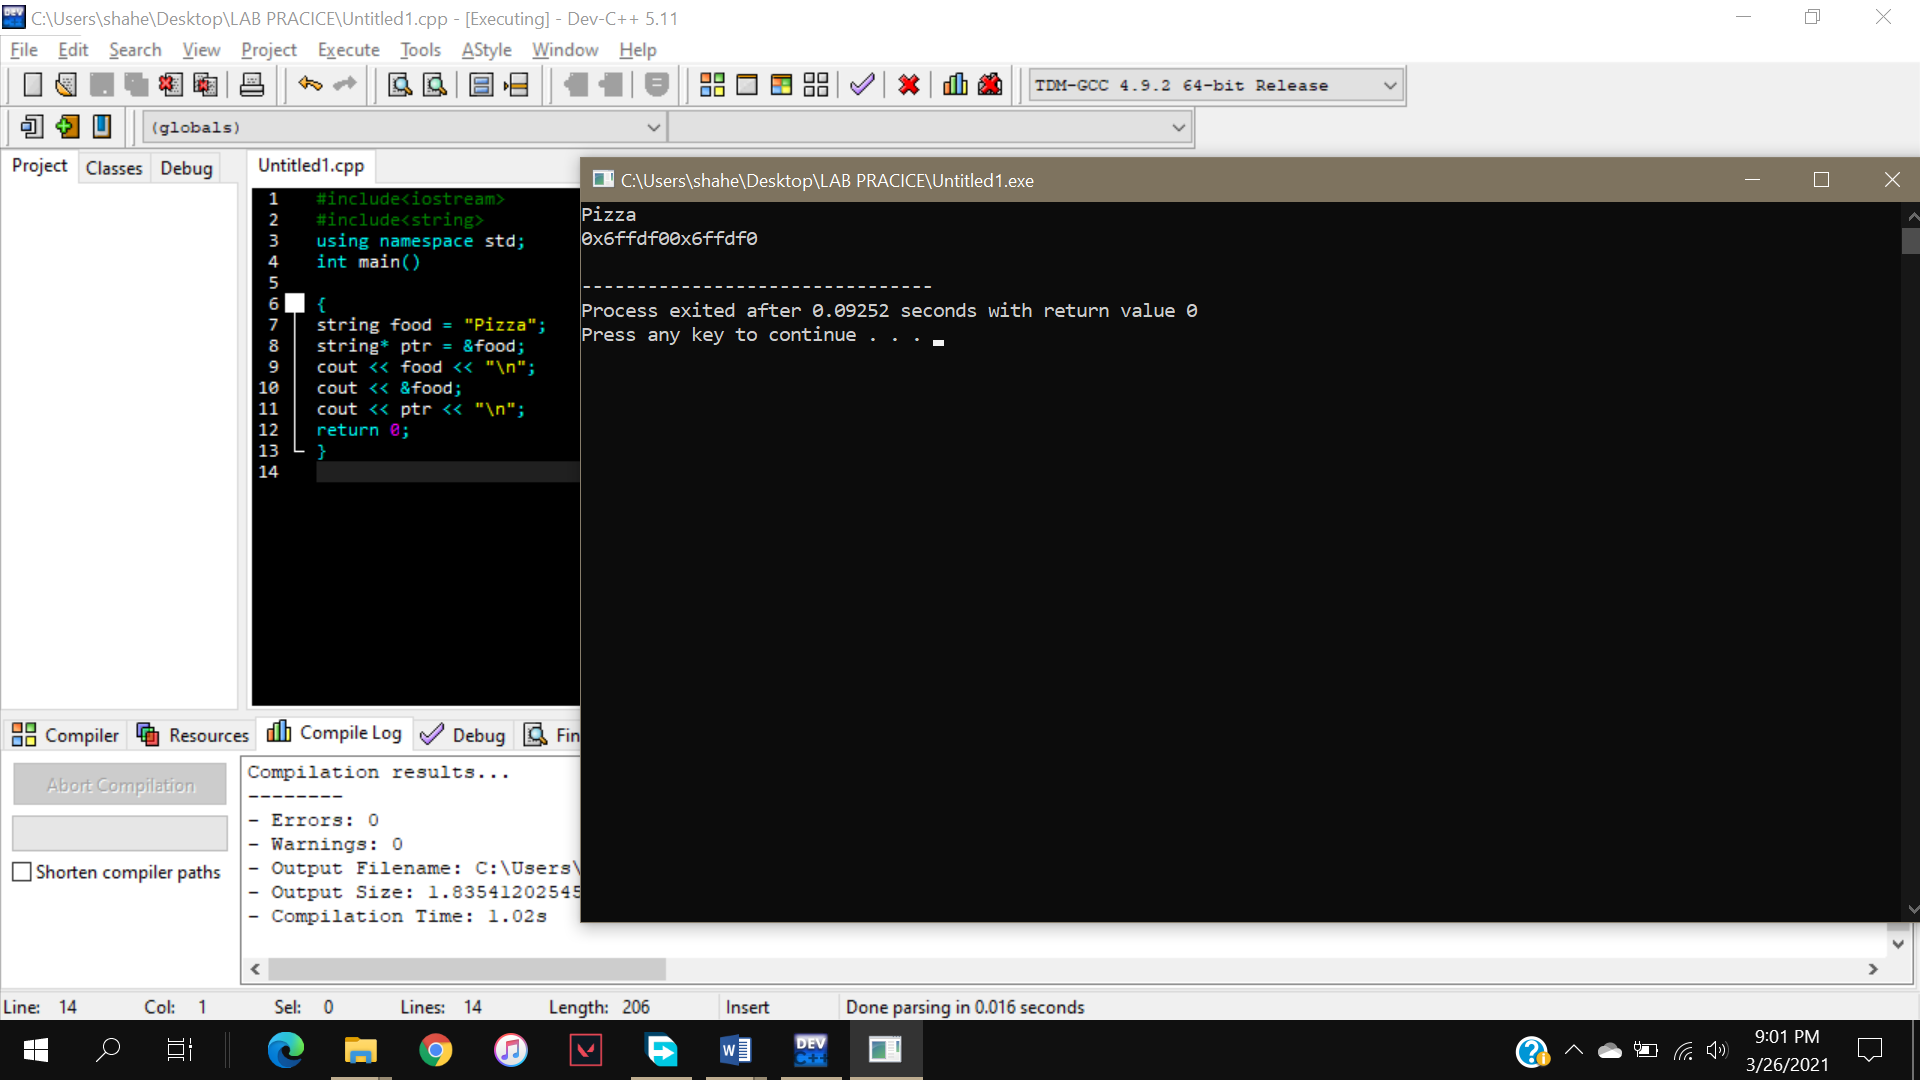 C:\Users\shahe\Desktop\LAB PRACICE\Untitled1.cpp - [Executing] - Dev-C++ 5.11
File Edit Search View Project Execute Tools AStyle Window Help
TDM-GCC 4.9.2 64-bit Release
(globals)
Project Classes Debug
Untitled1.cpp
1 #include<iostream>
2 #include<string>
3 using namespace std;
4 int main()
5
6 {
7 string food = "Pizza";
8 string* ptr = &food;
9 cout << food << "\n";
10 cout << &food;
11 cout << ptr << "\n";
12 return 0;
13 }
14
C:\Users\shahe\Desktop\LAB PRACICE\Untitled1.exe
Pizza
0x6ffdf00x6ffdf0
--------------------------------
Process exited after 0.09252 seconds with return value 0
Press any key to continue . . .
Compiler Resources Compile Log Debug Fin
Abort Compilation
Shorten compiler paths
Compilation results...
--------
- Errors: 0
- Warnings: 0
- Output Filename: C:\Users\
- Output Size: 1.83541202545
- Compilation Time: 1.02s
Line: 14 Col: 1 Sel: 0 Lines: 14 Length: 206 Insert Done parsing in 0.016 seconds
DEV C++
9:01 PM
3/26/2021